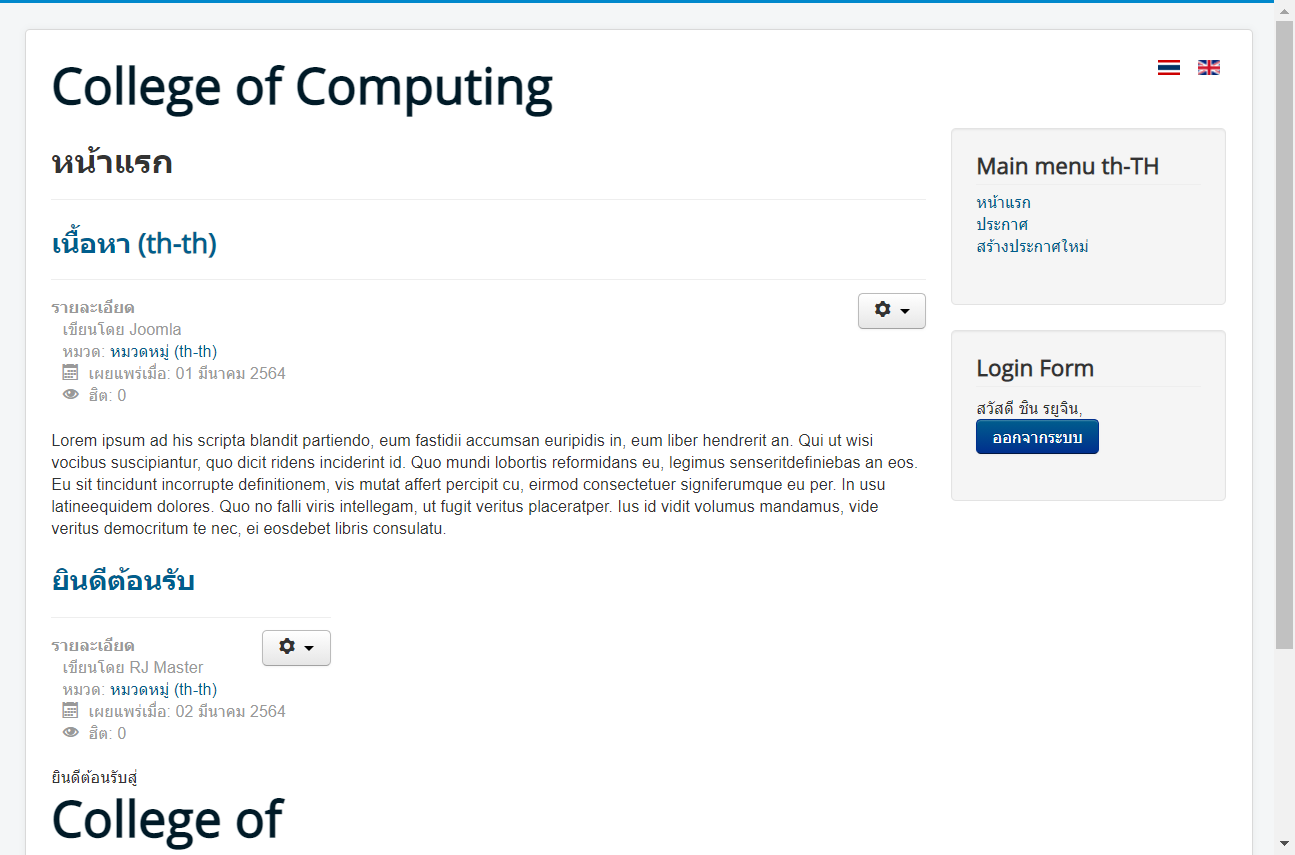 College of Computing
หน้าแรก
เนื้อหา (th-th)
รายละเอียด
เขียนโดย Joomla
หมวด: หมวดหมู่ (th-th)
เผยแพร่เมื่อ: 01 มีนาคม 2564
ฮิต: 0
Lorem ipsum ad his scripta blandit partiendo, eum fastidii accumsan euripidis in, eum liber hendrerit an. Qui ut wisi
vocibus suscipiantur, quo dicit ridens inciderint id. Quo mundi lobortis reformidans eu, legimus senseritdefiniebas an eos.
Eu sit tincidunt incorrupte definitionem, vis mutat affert percipit cu, eirmod consectetuer signiferumque eu per. In usu
latineequidem dolores. Quo no falli viris intellegam, ut fugit veritus placeratper. Ius id vidit volumus mandamus, vide
veritus democritum te nec, ei eosdebet libris consulatu.
ยินดีต้อนรับ
รายละเอียด
เขียนโดย RJ Master
หมวด: หมวดหมู่ (th-th)
เผยแพร่เมื่อ: 02 มีนาคม 2564
ฮิต: 0
ยินดีต้อนรับสู่
College of
Main menu th-TH
หน้าแรก
ประกาศ
สร้างประกาศใหม่
Login Form
สวัสดี ชิน รยูจิน,
ออกจากระบบ